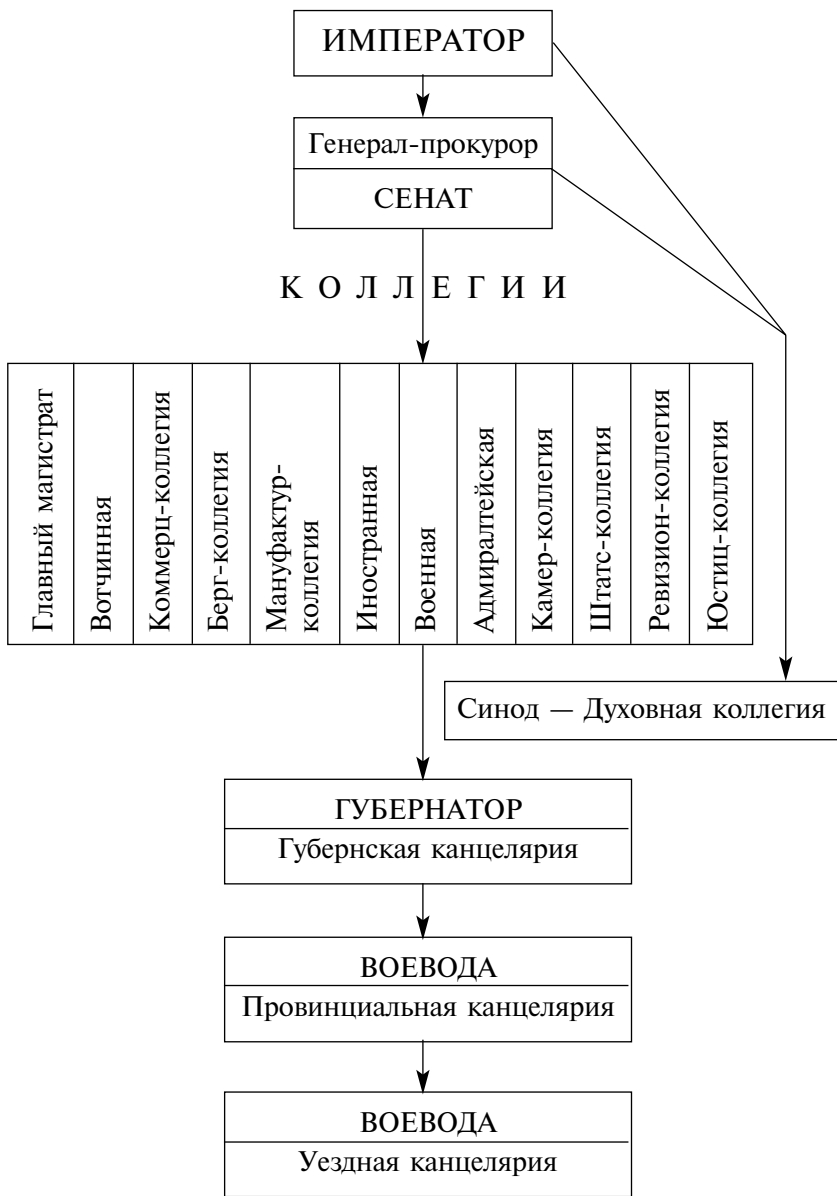 ИМПЕРАТОР
Генерал-прокурор
СЕНАТ
КОЛЛЕГИИ
Главный магистрат
Вотчинная
Коммерц-коллегия
Берг-коллегия
Мануфактур-
коллегия
Иностранная
Военная
Адмиралтейская
Камер-коллегия
Штатс-коллегия
Ревизион-коллегия
Юстиц-коллегия
Синод — Духовная коллегия
ГУБЕРНАТОР
Губернская канцелярия
ВОЕВОДА
Провинциальная канцелярия
ВОЕВОДА
Уездная канцелярия